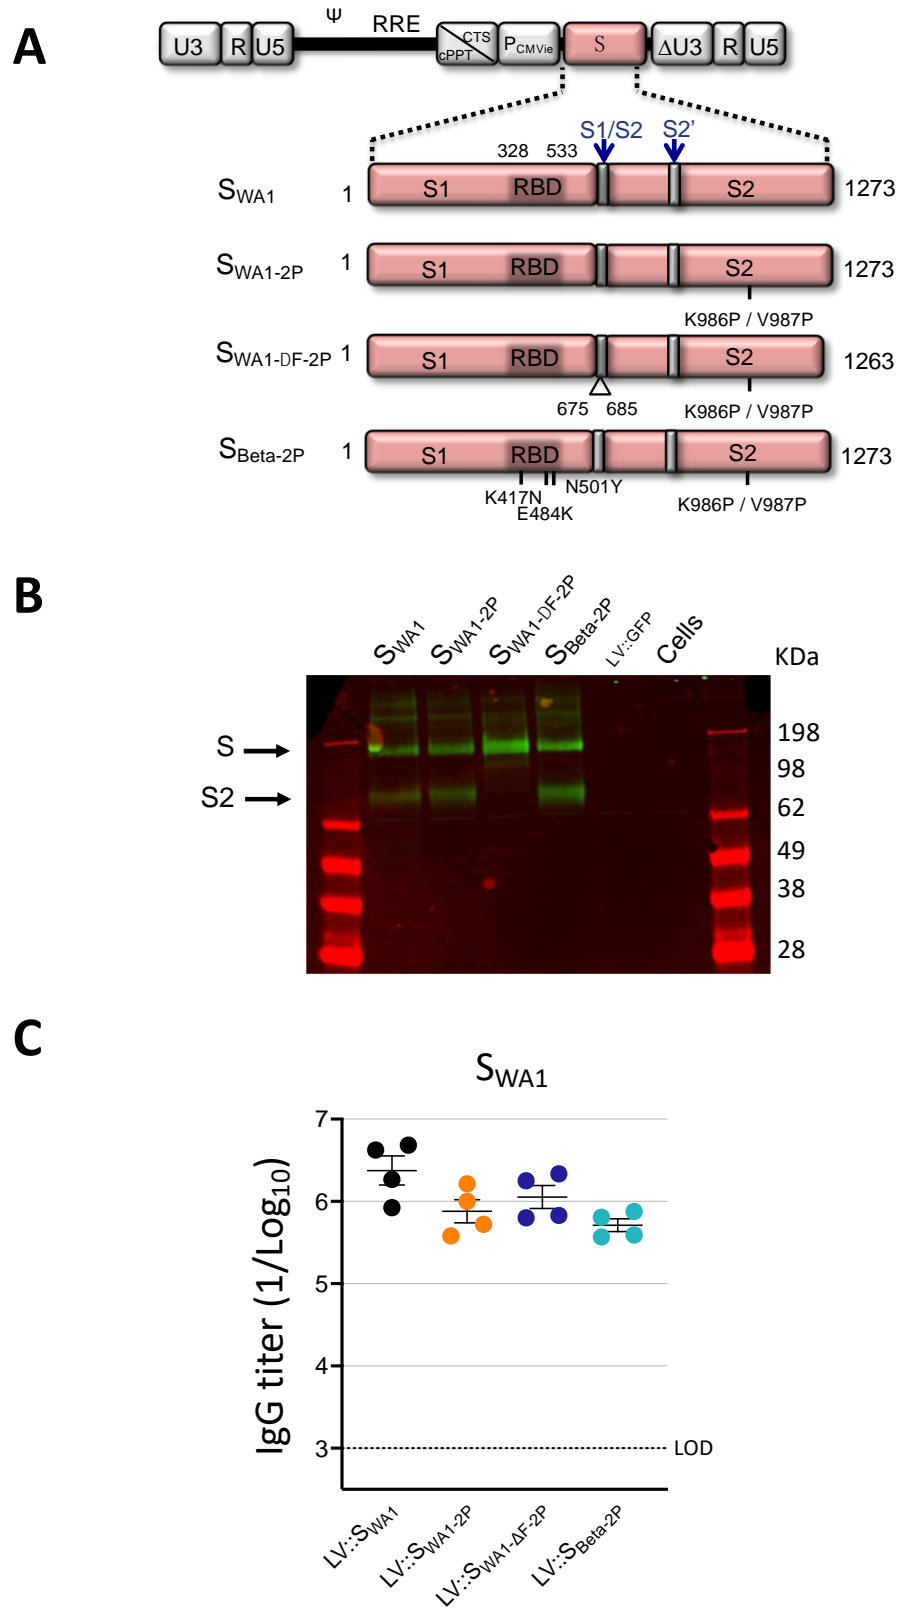 A
Ψ
RRE
U3 R U5 cPPT CTS PCMVie S ΔU3 R U5
S1/S2 S2’
328 533
SWA1 1 S1 RBD S2 1273
SWA1-2P 1 S1 RBD S2 1273
K986P / V987P
SWA1-DF-2P 1 S1 RBD S2 1263
675 685 K986P / V987P
SBeta-2P 1 S1 RBD S2 1273
K417N E484K N501Y K986P / V987P
B
SWA1 SWA1-2P SWA1-DF-2P SBeta-2P LV::GFP Cells
KDa
S
S2
198
98
62
49
38
28
C
SWA1
IgG titer (1/Log10)
7
6
5
4
3
LOD
LV::SWA1
LV::SWA1-2P
LV::SWA1-ΔF-2P
LV::SBeta-2P